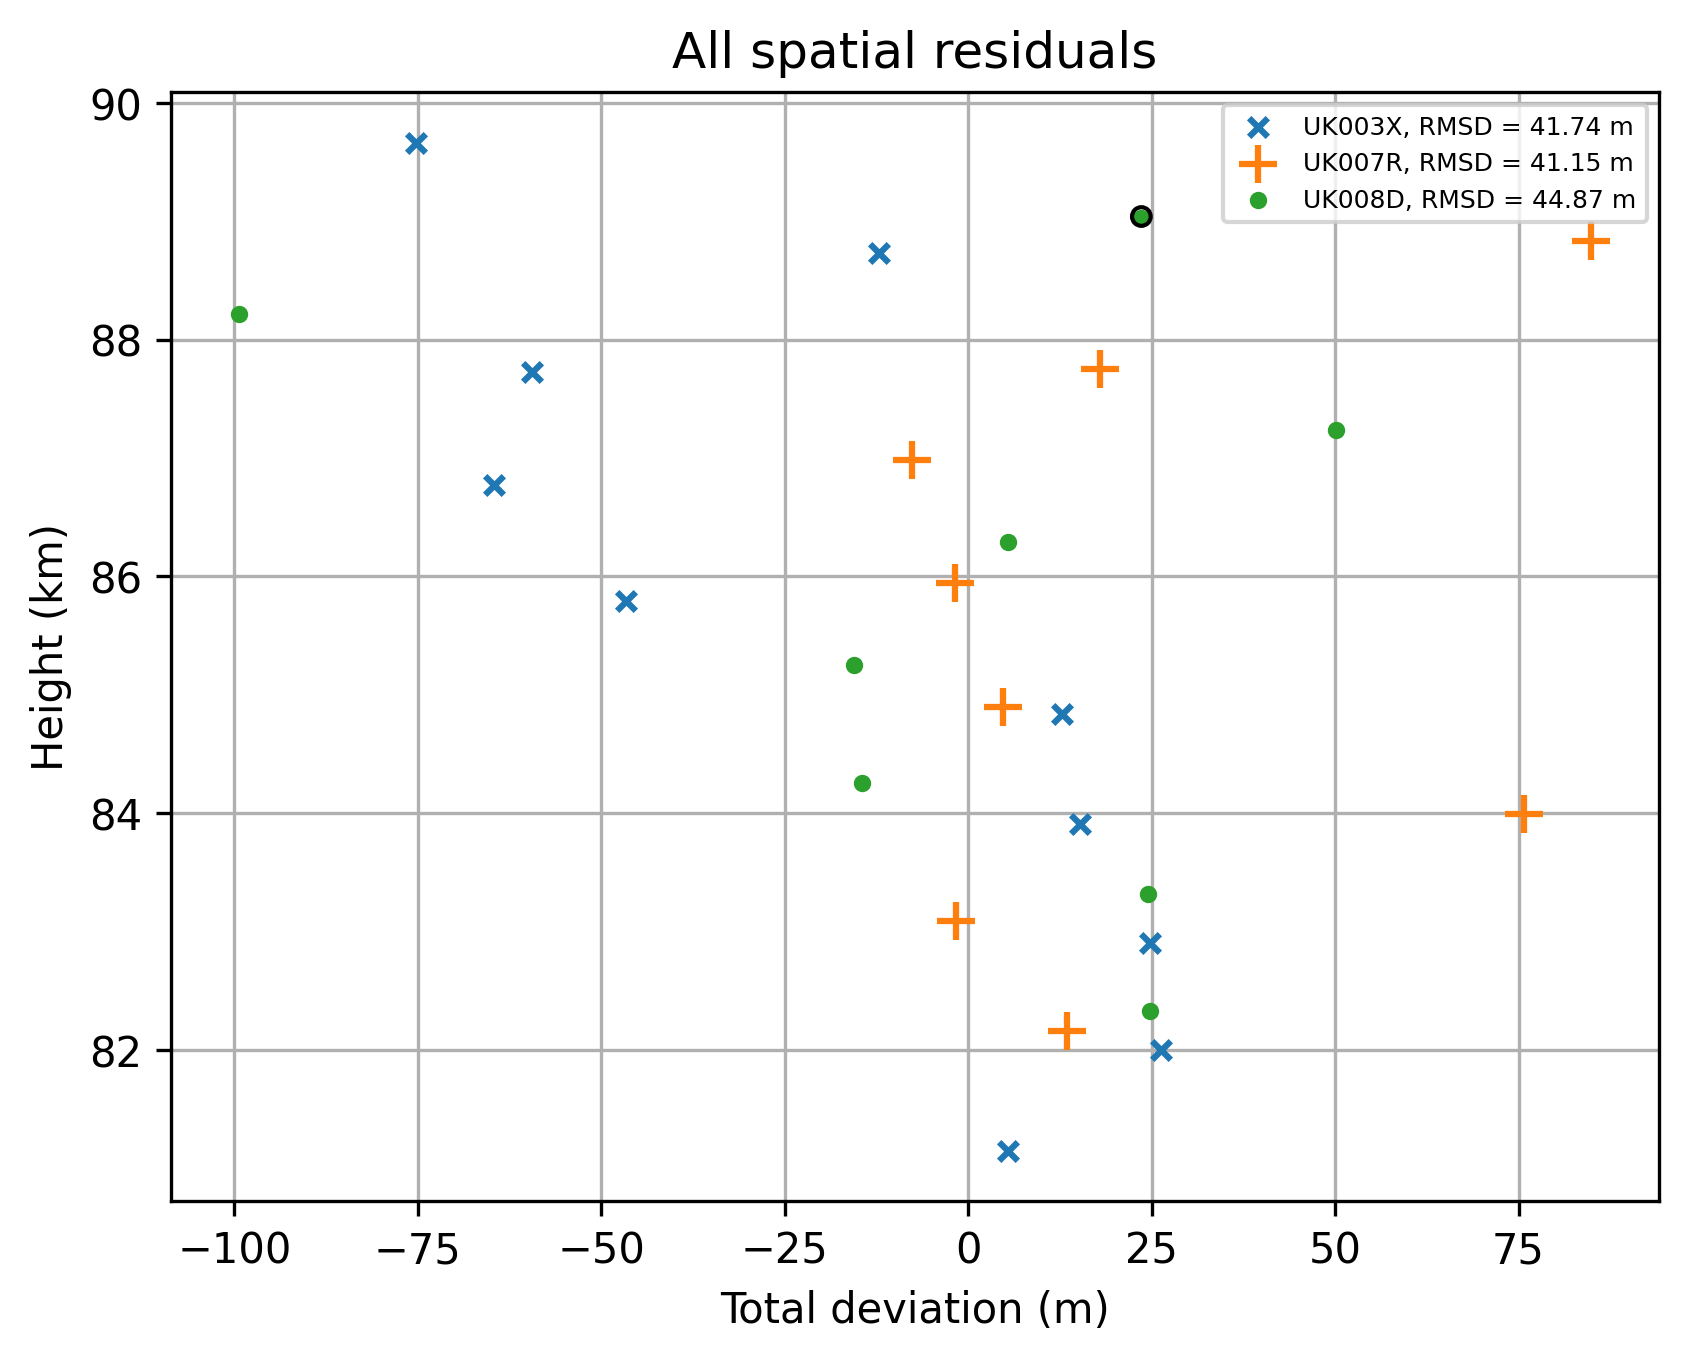 All spatial residuals
UK003X, RMSD = 41.74 m
UK007R, RMSD = 41.15 m
UK008D, RMSD = 44.87 m
90
88
86
84
82
Height (km)
−100 −75 −50 −25 0 25 50 75
Total deviation (m)